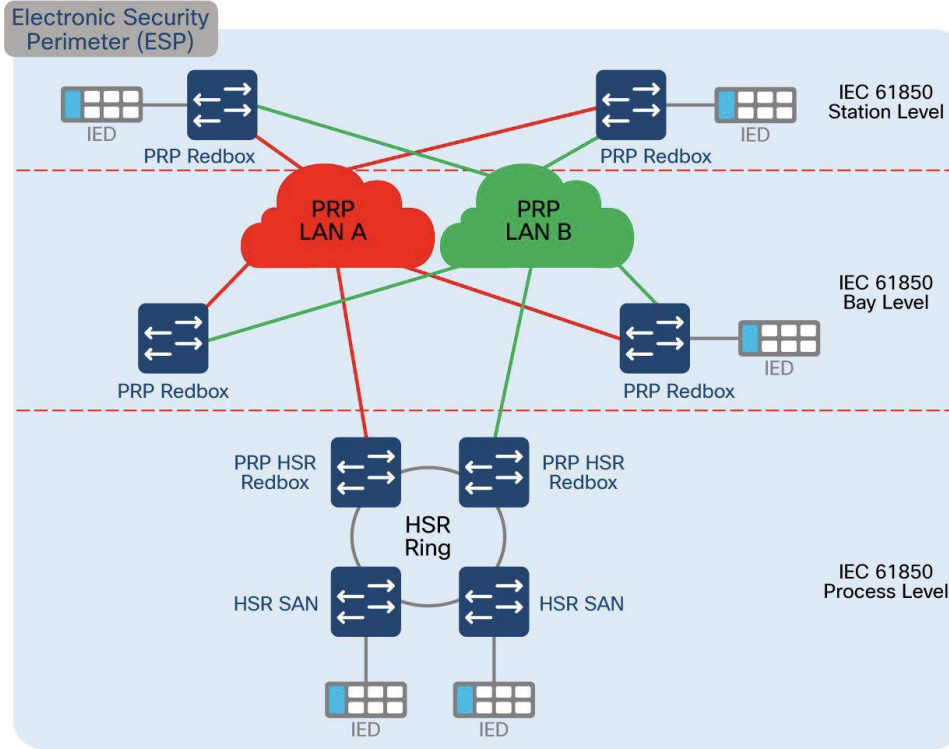 Electronic Security
Perimeter (ESP)
IED
PRP Redbox
PRP Redbox
IED
IEC 61850
Station Level
PRP
LAN A
PRP
LAN B
IEC 61850
Bay Level
PRP Redbox
PRP Redbox
IED
PRP HSR
Redbox
PRP HSR
Redbox
HSR
Ring
HSR SAN
HSR SAN
IEC 61850
Process Level
IED
IED